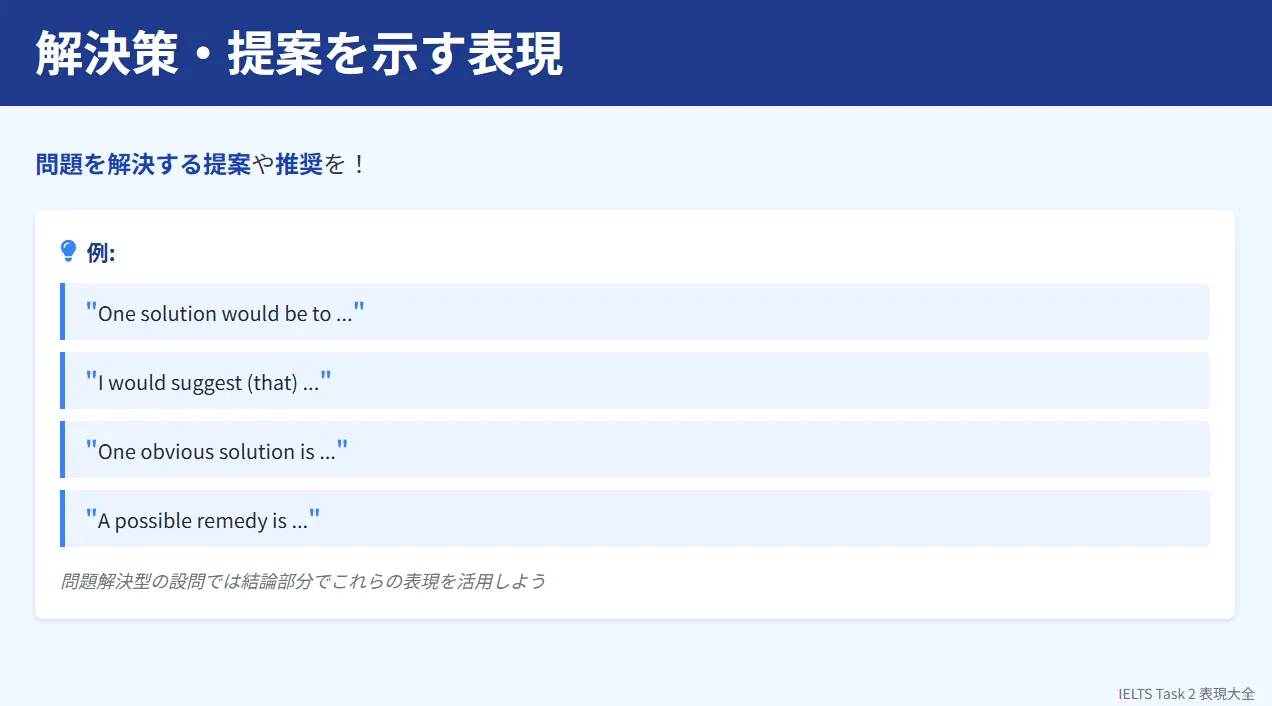 解決策・提案を示す表現
問題を解決する提案や推奨を！
例:
"One solution would be to ..."
"I would suggest (that) ..."
"One obvious solution is ..."
"A possible remedy is ..."
問題解決型の設問では結論部分でこれらの表現を活用しよう
IELTS Task 2 表現大全